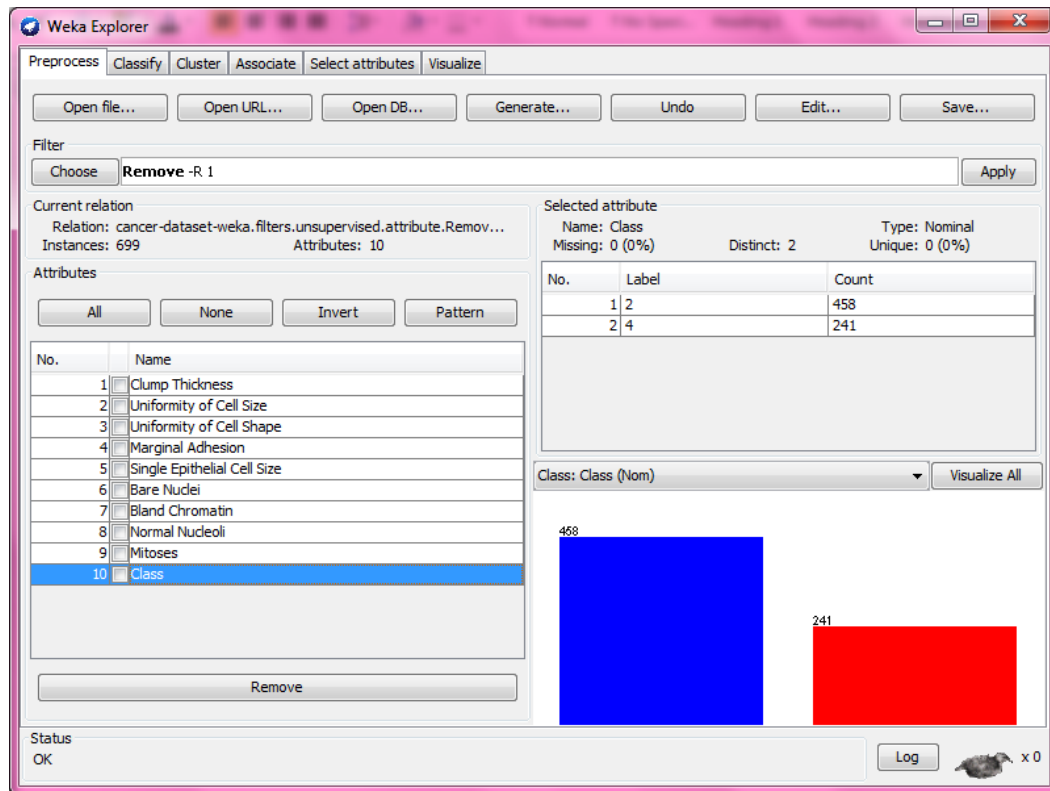 Weka Explorer
Preprocess Classify Cluster Associate Select attributes Visualize
Open file... Open URL... Open DB... Generate... Undo Edit... Save...
Filter
Choose Remove -R 1 Apply
Current relation
Relation: cancer-dataset-weka.filters.unsupervised.attribute.Remov...
Instances: 699 Attributes: 10
Selected attribute
Name: Class Type: Nominal
Missing: 0 (0%) Distinct: 2 Unique: 0 (0%)
Attributes
All None Invert Pattern
No. Name
1 Clump Thickness
2 Uniformity of Cell Size
3 Uniformity of Cell Shape
4 Marginal Adhesion
5 Single Epithelial Cell Size
6 Bare Nuclei
7 Bland Chromatin
8 Normal Nucleoli
9 Mitoses
10 Class
Remove
No. Label Count
1 2 458
2 4 241
Class: Class (Nom) Visualize All
458
241
Status
OK
Log x 0